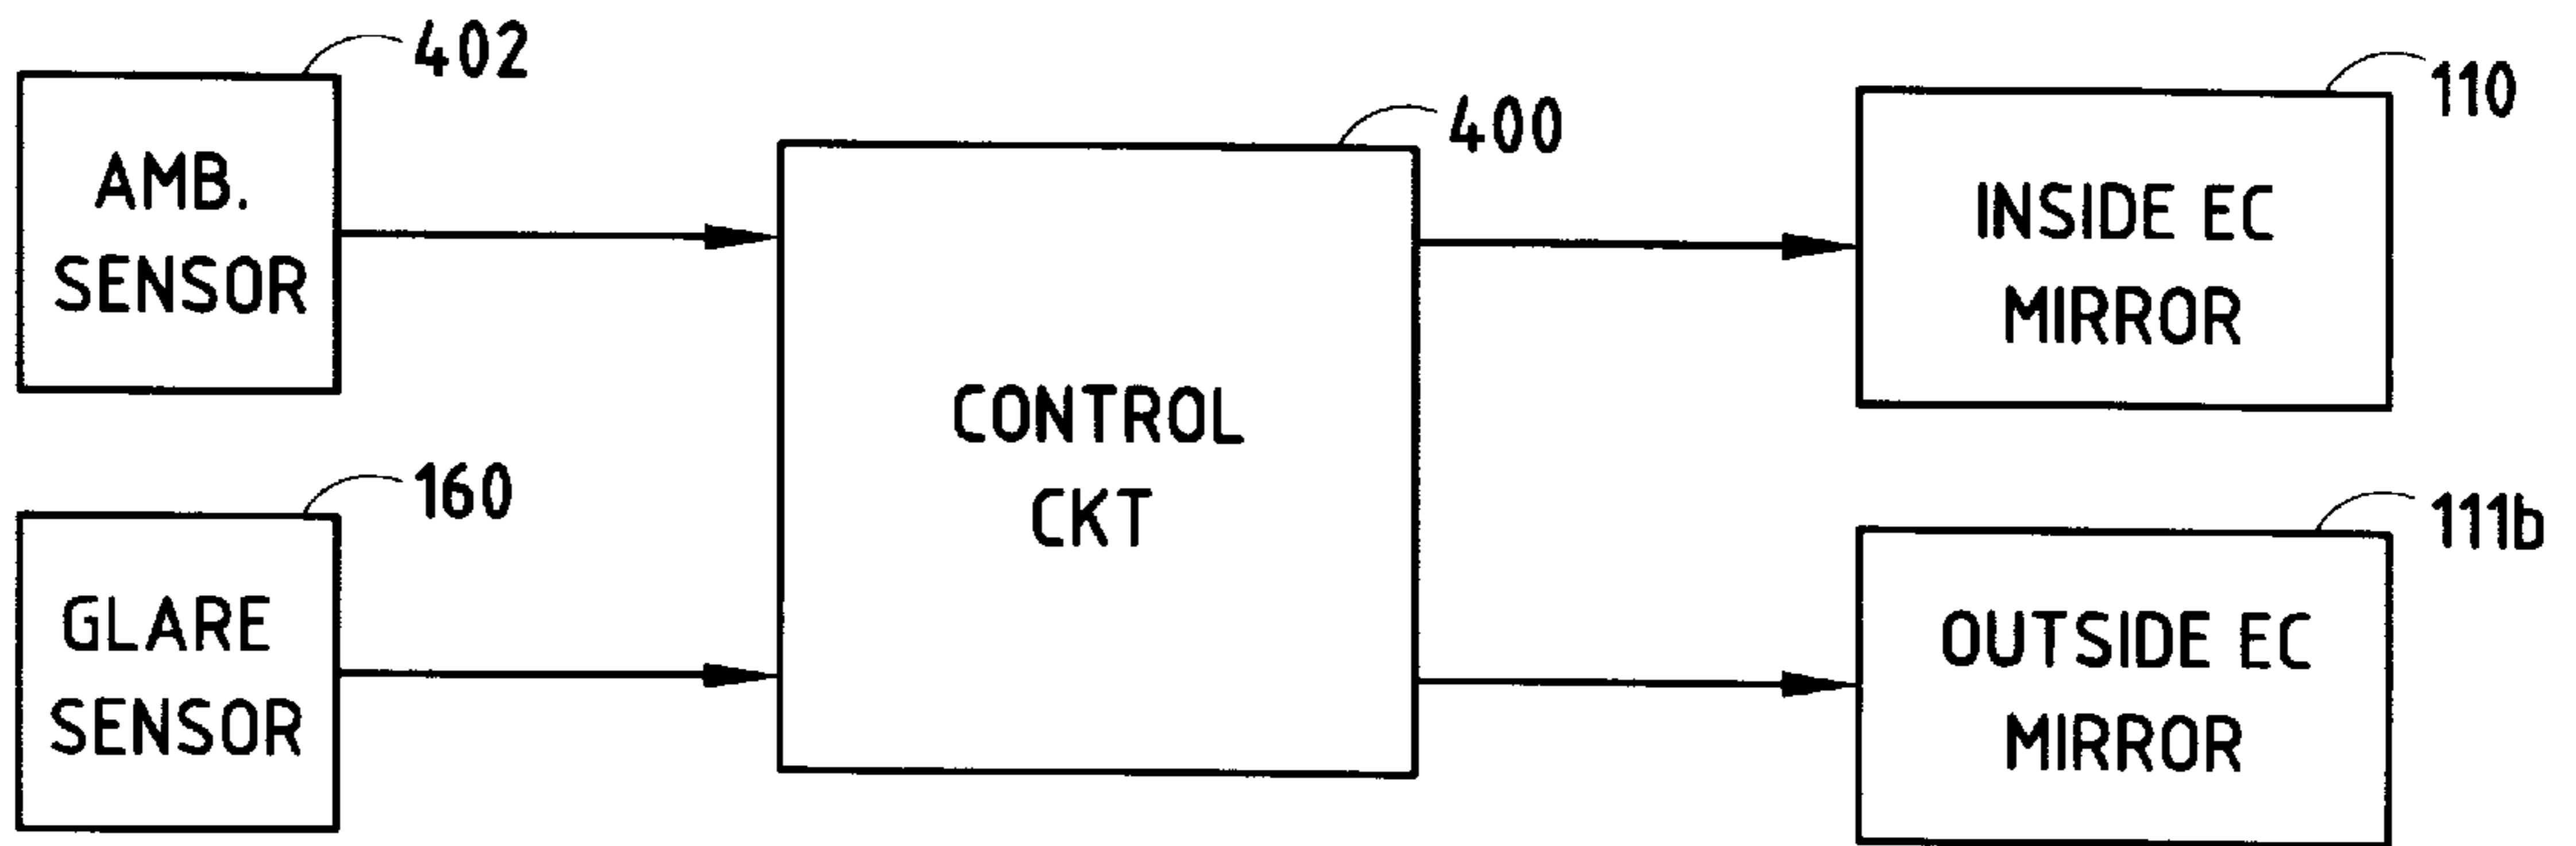 402
AMB.
SENSOR
160
GLARE
SENSOR
400
CONTROL
CKT
110
INSIDE EC
MIRROR
111b
OUTSIDE EC
MIRROR